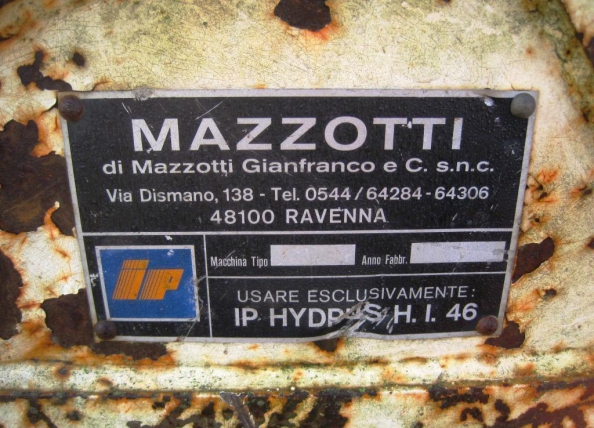 MAZZOTTI
di Mazzotti Gianfranco e C. s.n.c.
Via Dismano, 138 - Tel. 0544/64284-64306
48100 RAVENNA
IP
Macchina Tipo
Anno Fabbr.
USARE ESCLUSIVAMENTE:
IP HYDRUS H. I. 46